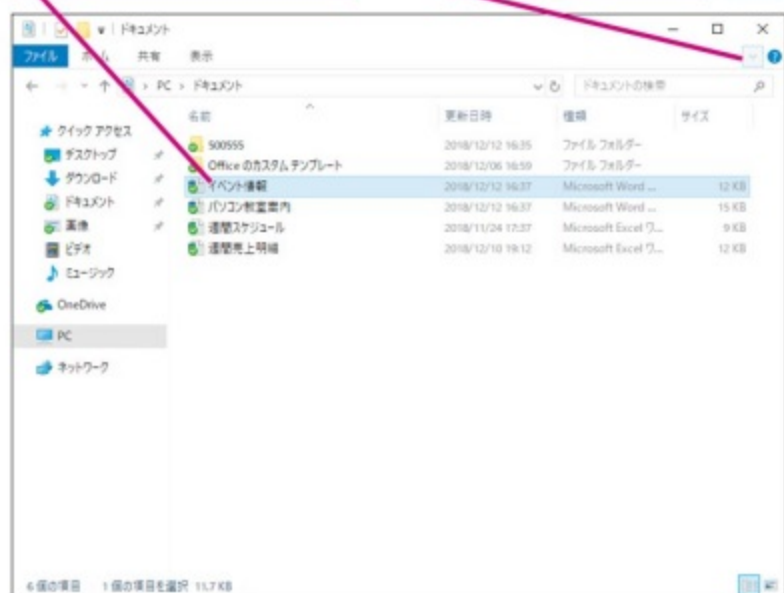 ドキュメント
ファイル ホーム 共有 表示
PC > ドキュメント ドキュメントの検索
名前 更新日時 種類 サイズ
クイック アクセス
デスクトップ
ダウンロード
ドキュメント
画像
ビデオ
ミュージック
OneDrive
PC
ネットワーク
500555 2018/12/12 16:35 ファイル フォルダー
Office のカスタム テンプレート 2018/12/06 16:59 ファイル フォルダー
イベント情報 2018/12/12 16:37 Microsoft Word ... 12 KB
パソコン教室案内 2018/12/12 16:37 Microsoft Word ... 15 KB
週間スケジュール 2018/11/24 17:37 Microsoft Excel ワ... 9 KB
週間売上明細 2018/12/10 19:12 Microsoft Excel ワ... 12 KB
6 個の項目 1 個の項目を選択 11.7 KB